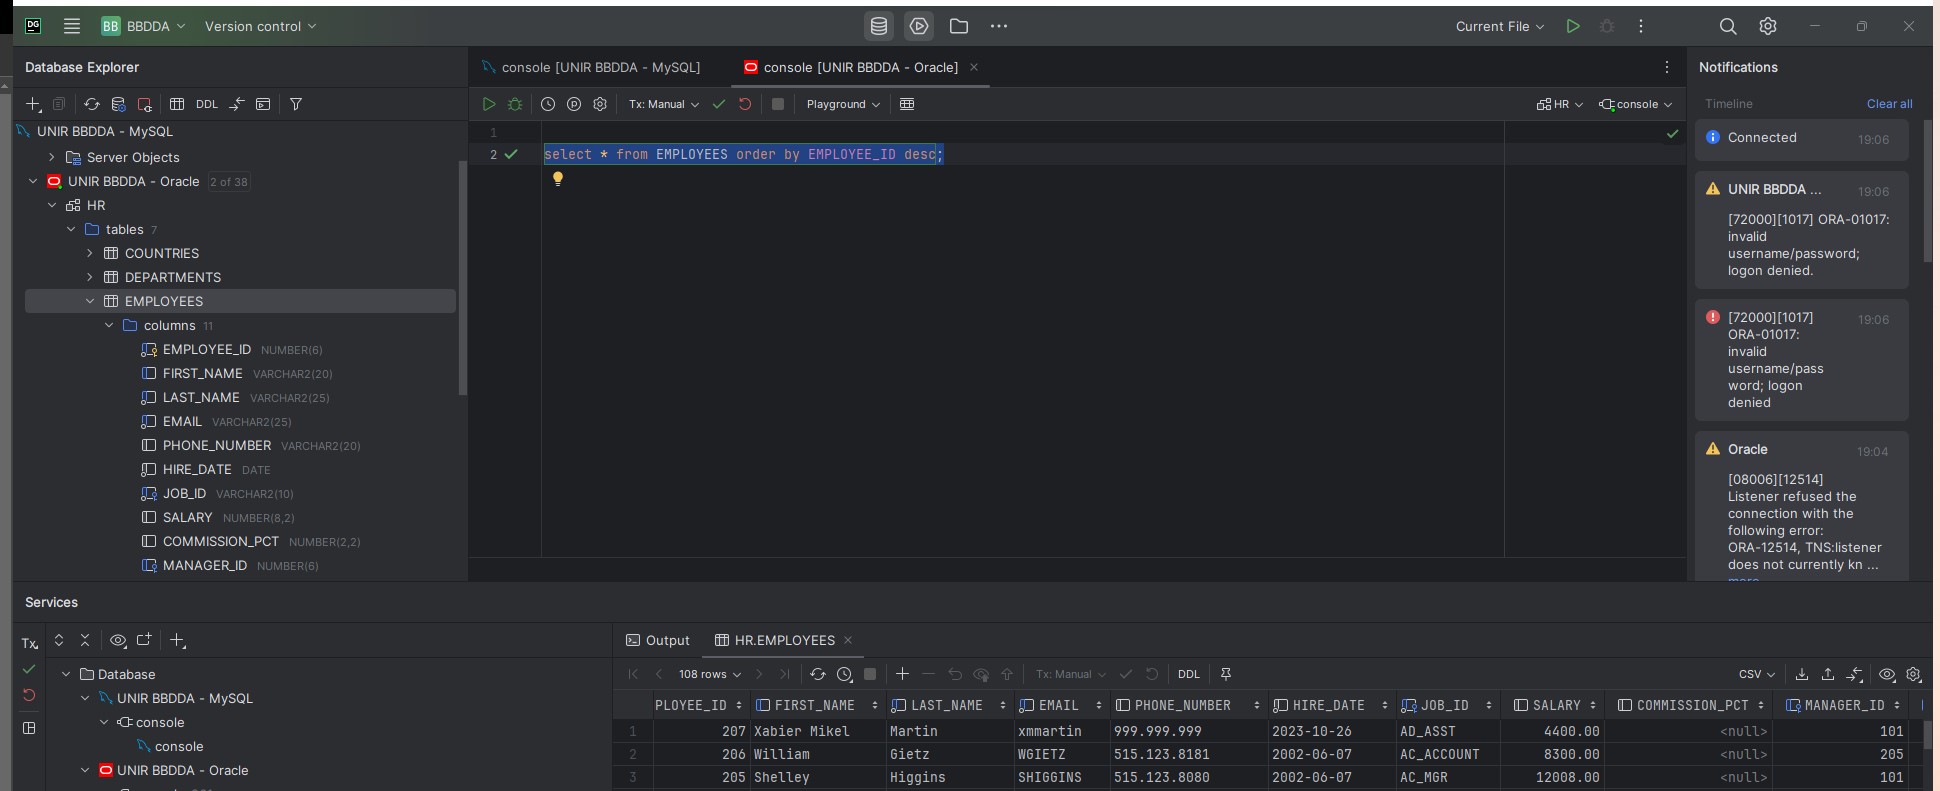 DG BB BBDDA Version control Current File
Database Explorer
DDL
UNIR BBDDA - MySQL
Server Objects
UNIR BBDDA - Oracle 2 of 38
HR
tables 7
COUNTRIES
DEPARTMENTS
EMPLOYEES
columns 11
EMPLOYEE_ID NUMBER(6)
FIRST_NAME VARCHAR2(20)
LAST_NAME VARCHAR2(25)
EMAIL VARCHAR2(25)
PHONE_NUMBER VARCHAR2(20)
HIRE_DATE DATE
JOB_ID VARCHAR2(10)
SALARY NUMBER(8,2)
COMMISSION_PCT NUMBER(2,2)
MANAGER_ID NUMBER(6)
console [UNIR BBDDA - MySQL] console [UNIR BBDDA - Oracle]
Tx: Manual Playground HR console
1
2 select * from EMPLOYEES order by EMPLOYEE_ID desc;
Notifications
Timeline Clear all
Connected 19:06
UNIR BBDDA ... 19:06
[72000][1017] ORA-01017:
invalid
username/password;
logon denied.
[72000][1017] 19:06
ORA-01017:
invalid
username/pass
word; logon
denied
Oracle 19:04
[08006][12514]
Listener refused the
connection with the
following error:
ORA-12514, TNS:listener
does not currently kn ...
more
Services
Tx
Database
UNIR BBDDA - MySQL
console
console
UNIR BBDDA - Oracle
Output HR.EMPLOYEES
108 rows Tx: Manual DDL CSV
PLOYEE_ID FIRST_NAME LAST_NAME EMAIL PHONE_NUMBER HIRE_DATE JOB_ID SALARY COMMISSION_PCT MANAGER_ID
1 207 Xabier Mikel Martin xmmartin 999.999.999 2023-10-26 AD_ASST 4400.00 <null> 101
2 206 William Gietz WGIETZ 515.123.8181 2002-06-07 AC_ACCOUNT 8300.00 <null> 205
3 205 Shelley Higgins SHIGGINS 515.123.8080 2002-06-07 AC_MGR 12008.00 <null> 101